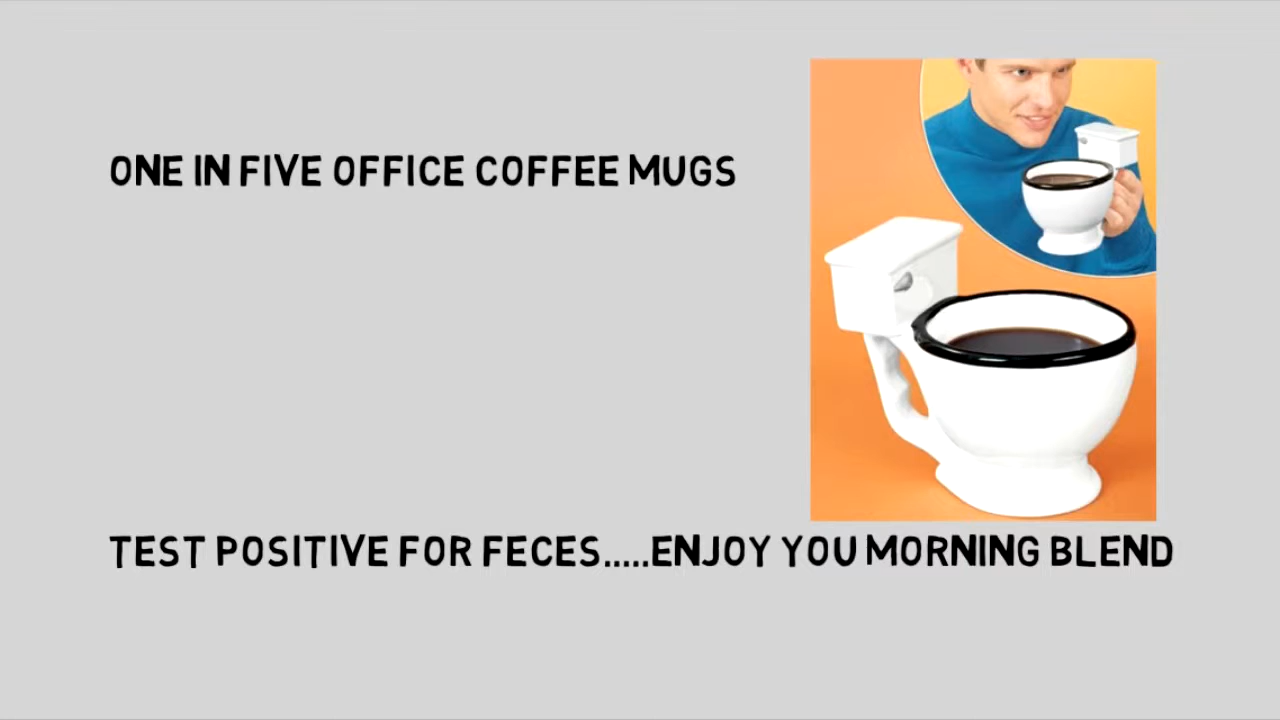 ONE IN FIVE OFFICE COFFEE MUGS
TEST POSITIVE FOR FECES.....ENJOY YOU MORNING BLEND